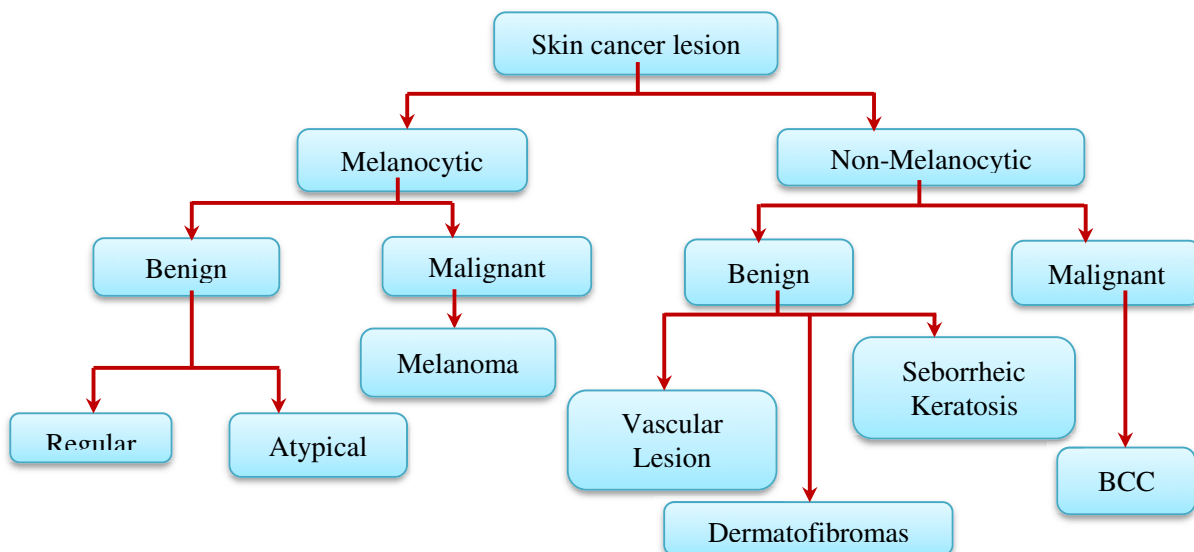 Skin cancer lesion
Melanocytic
Non-Melanocytic
Benign
Malignant
Benign
Malignant
Melanoma
Seborrheic
Keratosis
Vascular
Lesion
Regular
Atypical
BCC
Dermatofibromas